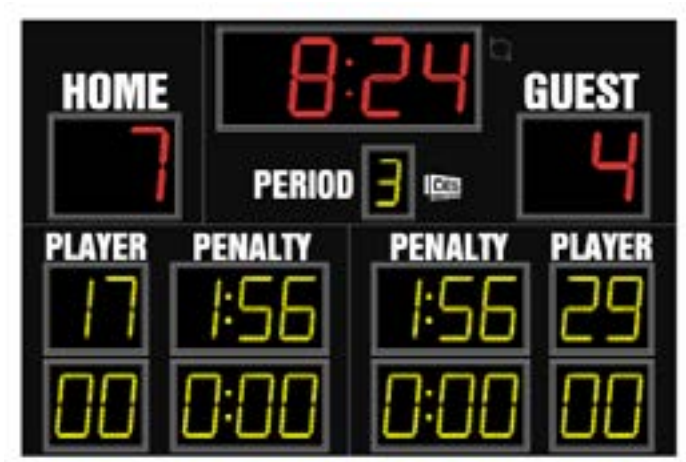 8:24
HOME GUEST
7 4
PERIOD 3
PLAYER PENALTY PENALTY PLAYER
17 1:56 1:56 29
00 0:00 0:00 00